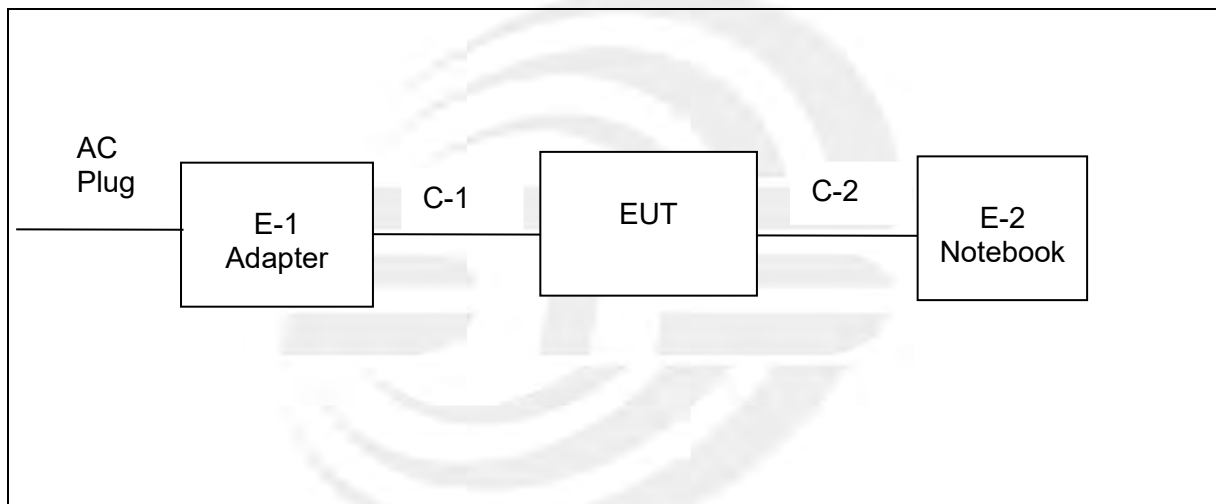 AC
Plug
E-1
Adapter
C-1
EUT
C-2
E-2
Notebook